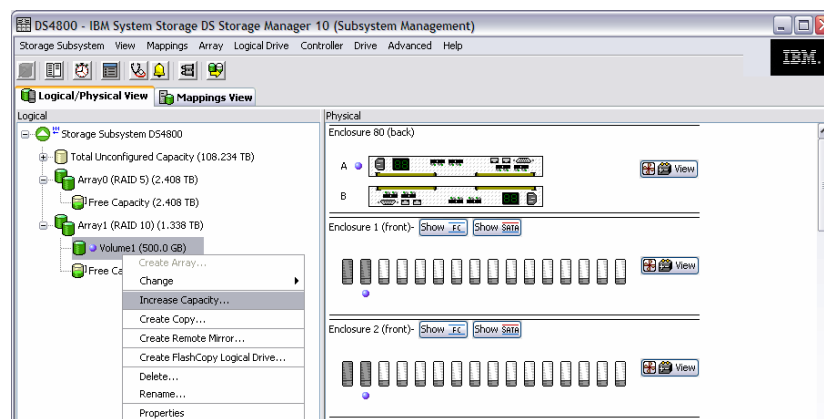 DS4800 - IBM System Storage DS Storage Manager 10 (Subsystem Management)
Storage Subsystem View Mappings Array Logical Drive Controller Drive Advanced Help
IBM.
Logical/Physical View Mappings View
Logical
Storage Subsystem DS4800
Total Unconfigured Capacity (108.234 TB)
Array0 (RAID 5) (2.408 TB)
Free Capacity (2.408 TB)
Array1 (RAID 10) (1.338 TB)
Volume1 (500.0 GB)
Free Ca
Create Array...
Change
Increase Capacity...
Create Copy...
Create Remote Mirror...
Create FlashCopy Logical Drive...
Delete...
Rename...
Properties
Physical
Enclosure 80 (back)
A
View
B
Enclosure 1 (front)- Show FC Show SATA
View
Enclosure 2 (front)- Show FC Show SATA
View